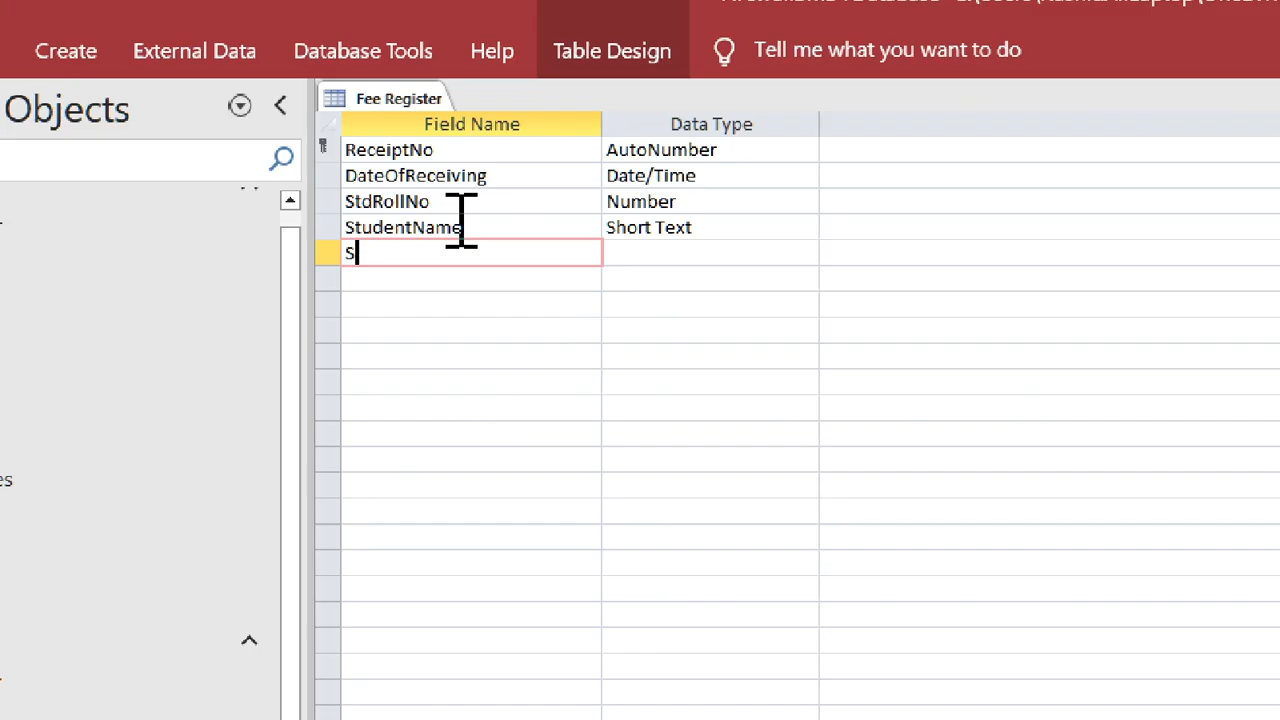 Create External Data Database Tools Help Table Design Tell me what you want to do
Objects
Fee Register
Field Name Data Type
ReceiptNo AutoNumber
DateOfReceiving Date/Time
StdRollNo Number
StudentName Short Text
S
es